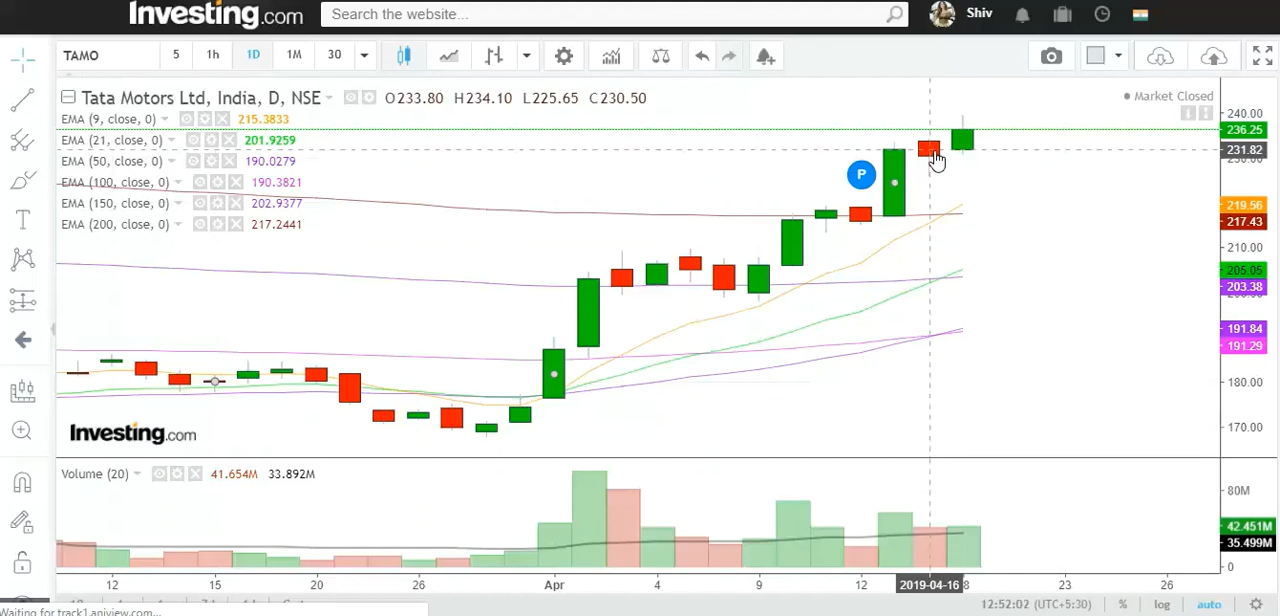 Investing.com
Search the website...
Shiv
TAMO 5 1h 1D 1M 30
Tata Motors Ltd, India, D, NSE O233.80 H234.10 L225.65 C230.50
Market Closed
EMA (9, close, 0) 215.3833
EMA (21, close, 0) 201.9259
EMA (50, close, 0) 190.0279
EMA (100, close, 0) 190.3821
EMA (150, close, 0) 202.9377
EMA (200, close, 0) 217.2441
240.00
236.25
231.82
219.56
217.43
210.00
205.05
203.38
191.84
191.29
180.00
170.00
P
Investing.com
Volume (20) 41.654M 33.892M
80M
42.451M
35.499M
0
12 15 20 26 Apr 4 9 12 2019-04-16 8 23 26
12:52:02 (UTC+5:30) % log auto
Waiting for track1.aniview.com...